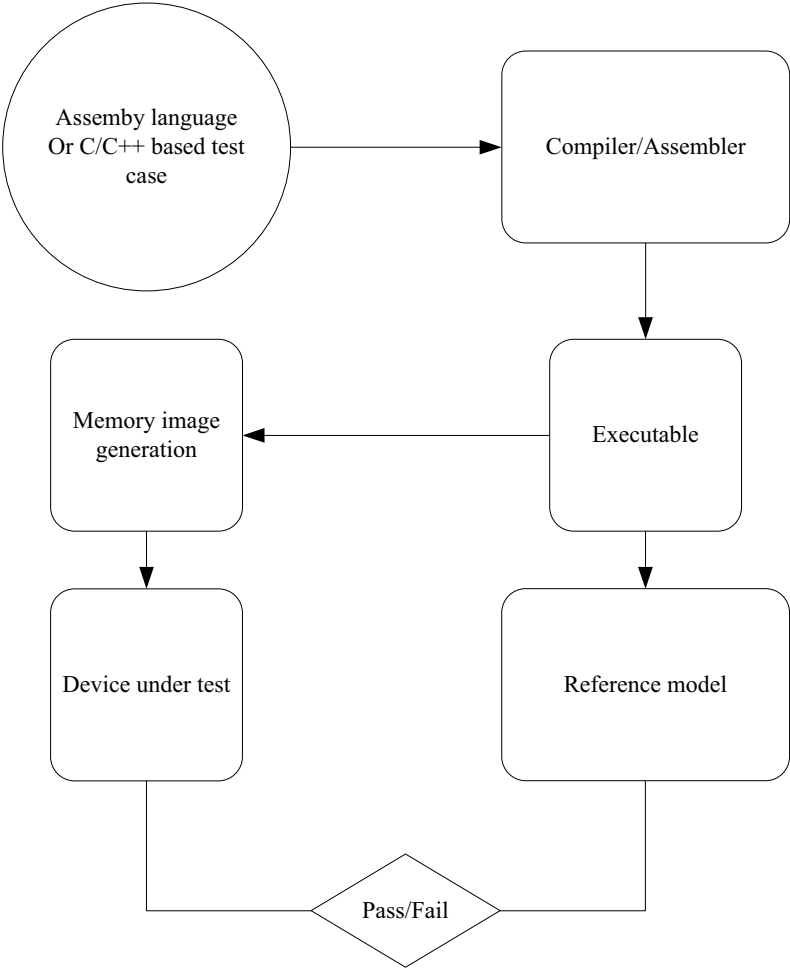 Assemby language
Or C/C++ based test
case
Compiler/Assembler
Memory image
generation
Executable
Device under test
Reference model
Pass/Fail